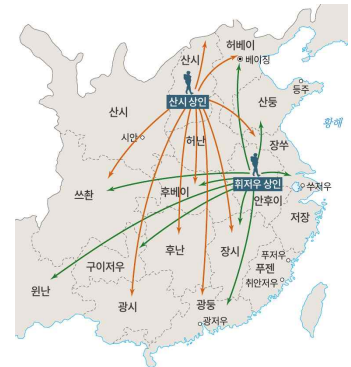 허베이
산시
베이징
산시 상인
산둥
등주
황해
산시
시안
허난
장쑤
쓰촨
후베이
휘저우 상인
쑤저우
안후이
저장
구이저우
후난
장시
푸저우
푸젠
윈난
취안저우
광시
광둥
광저우